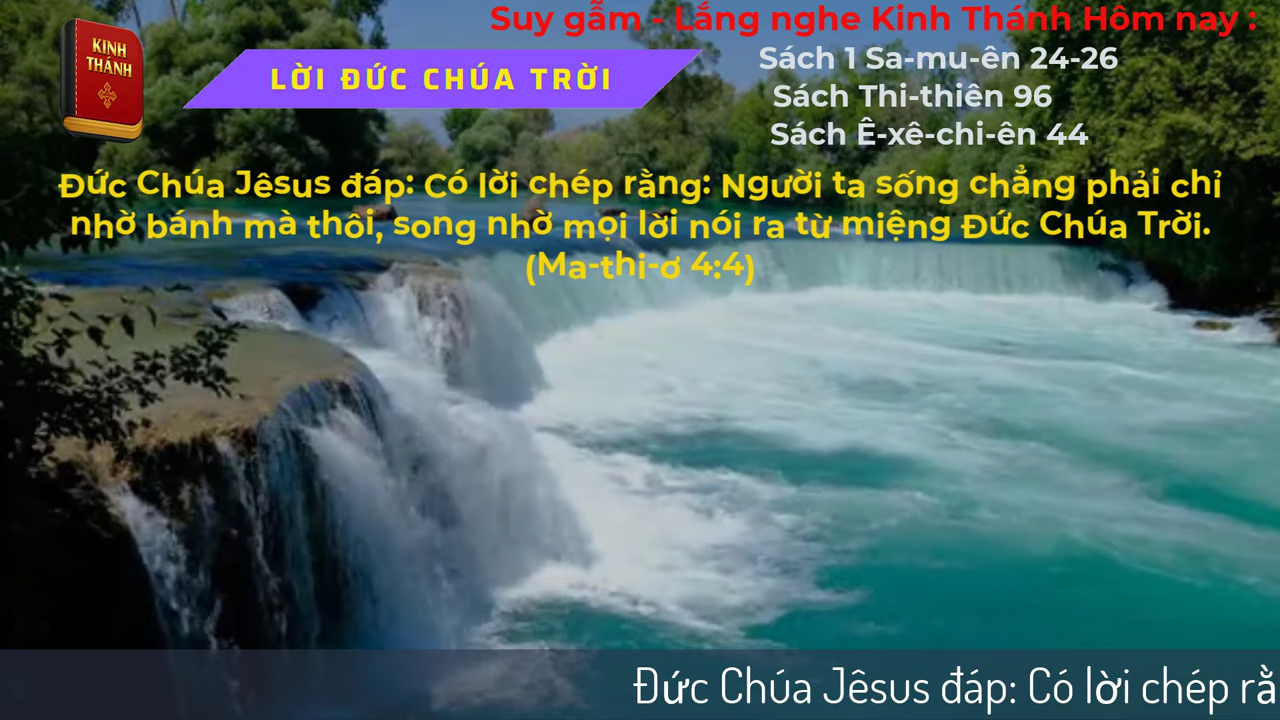 Suy gẫm - Lắng nghe Kinh Thánh Hôm nay :
KINH
THÁNH
LỜI ĐỨC CHÚA TRỜI
Sách 1 Sa-mu-ên 24-26
Sách Thi-thiên 96
Sách Ê-xê-chi-ên 44
Đức Chúa Jêsus đáp: Có lời chép rằng: Người ta sống chẳng phải chỉ
nhờ bánh mà thôi, song nhờ mọi lời nói ra từ miệng Đức Chúa Trời.
(Ma-thi-ơ 4:4)
Đức Chúa Jêsus đáp: Có lời chép rằ